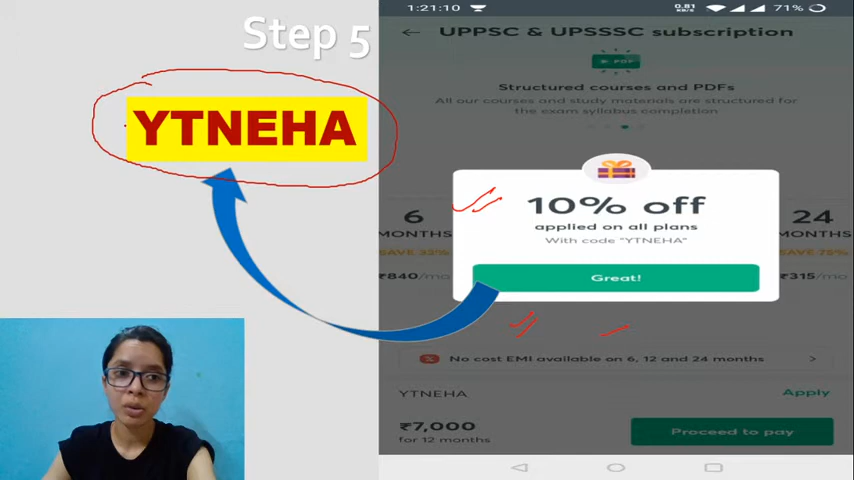 Step 5
YTNEHA
1:21:10
0.81
KB/S
71%
UPPSC & UPSSSC subscription
PDF
Structured courses and PDFs
All our courses and study materials are structured for
the exam syllabus completion
10% off
applied on all plans
With code "YTNEHA"
Great!
6
MONTHS
SAVE 33%
₹840/mo
24
MONTHS
SAVE 75%
₹315/mo
No cost EMI available on 6, 12 and 24 months
YTNEHA
Apply
₹7,000
for 12 months
Proceed to pay